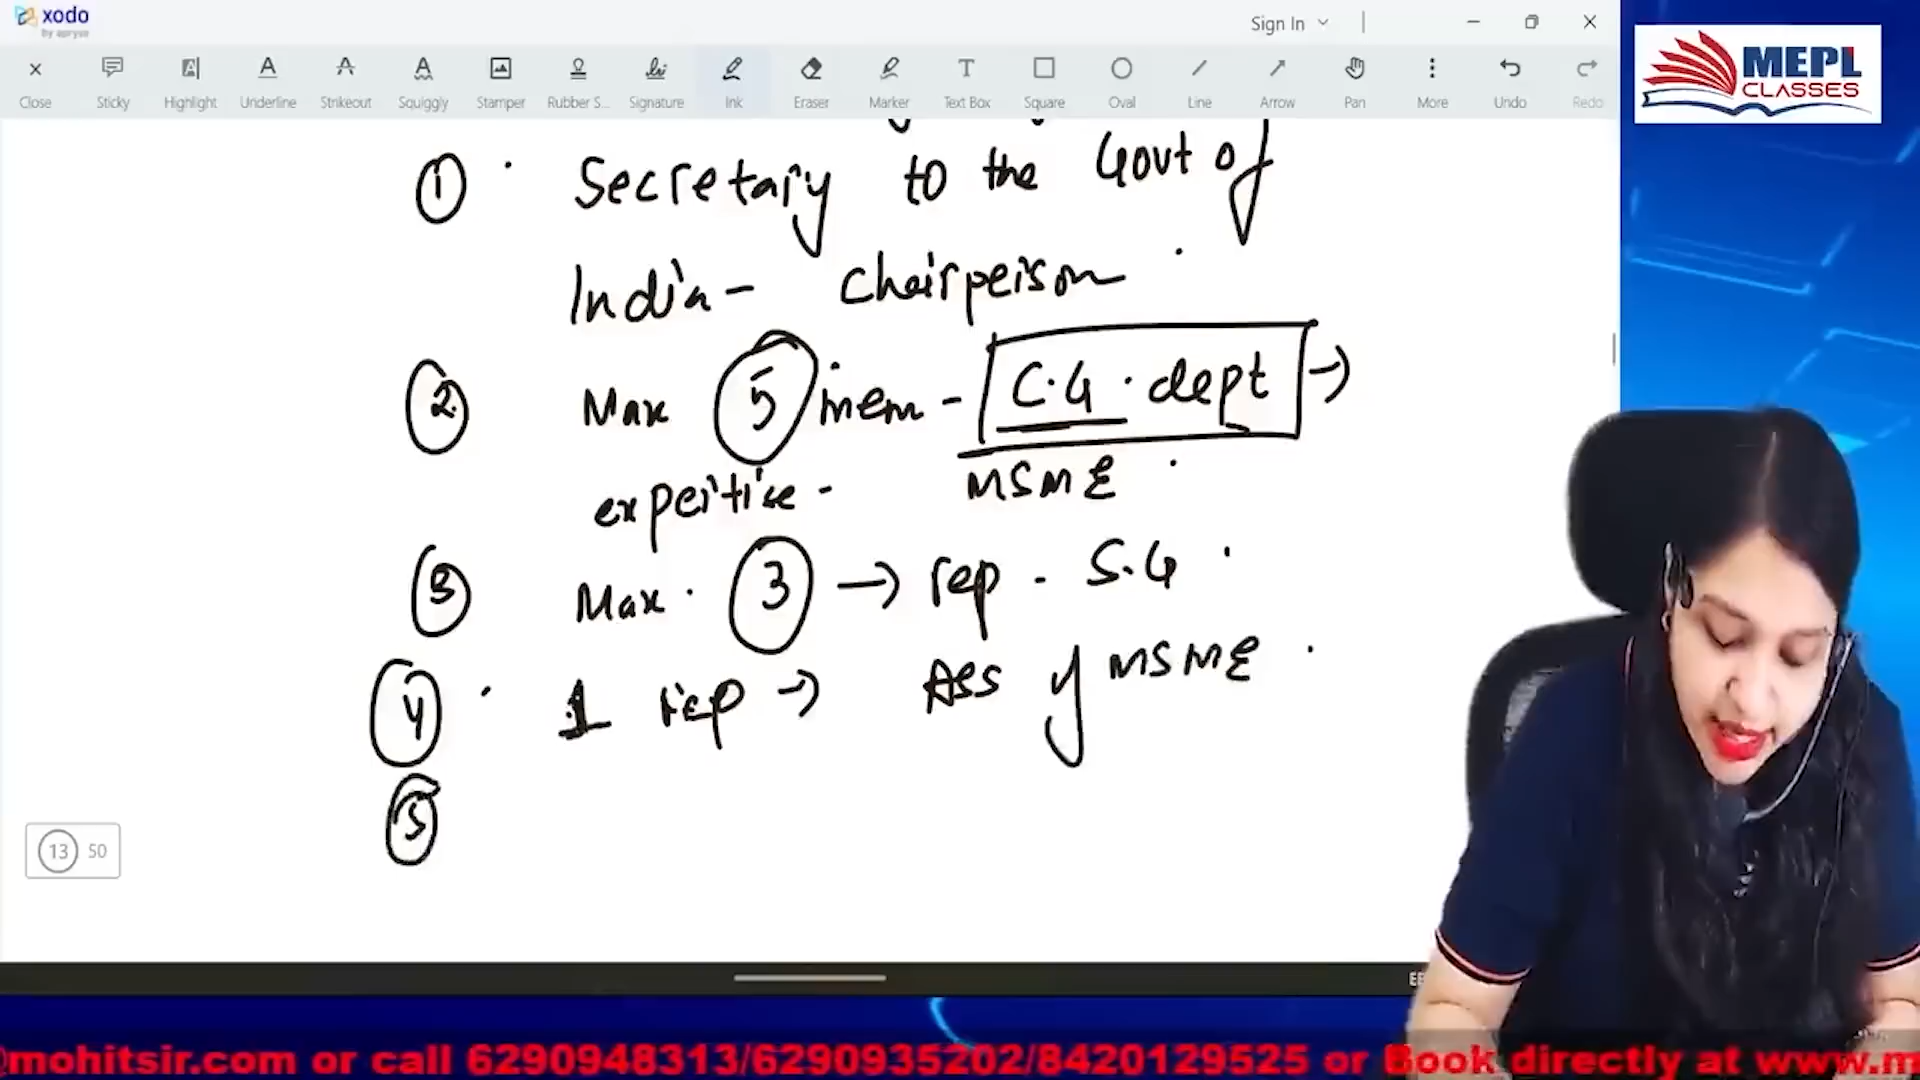 xodo
by apryse
Sign In
Close Sticky Highlight Underline Strikeout Squiggly Stamper Rubber S... Signature Ink Eraser Marker Text Box Square Oval Line Arrow Pan More Undo Redo
MEPL
CLASSES
① Secretary to the Govt of
India - Chairperson
② Max 5 mem - C.G. dept →
expertise - MSME
③ Max. 3 → rep - S.G.
④ 1 rep → Ass of MSME
⑤
13 50
@mohitsir.com or call 6290948313/6290935202/8420129525 or Book directly at www.m